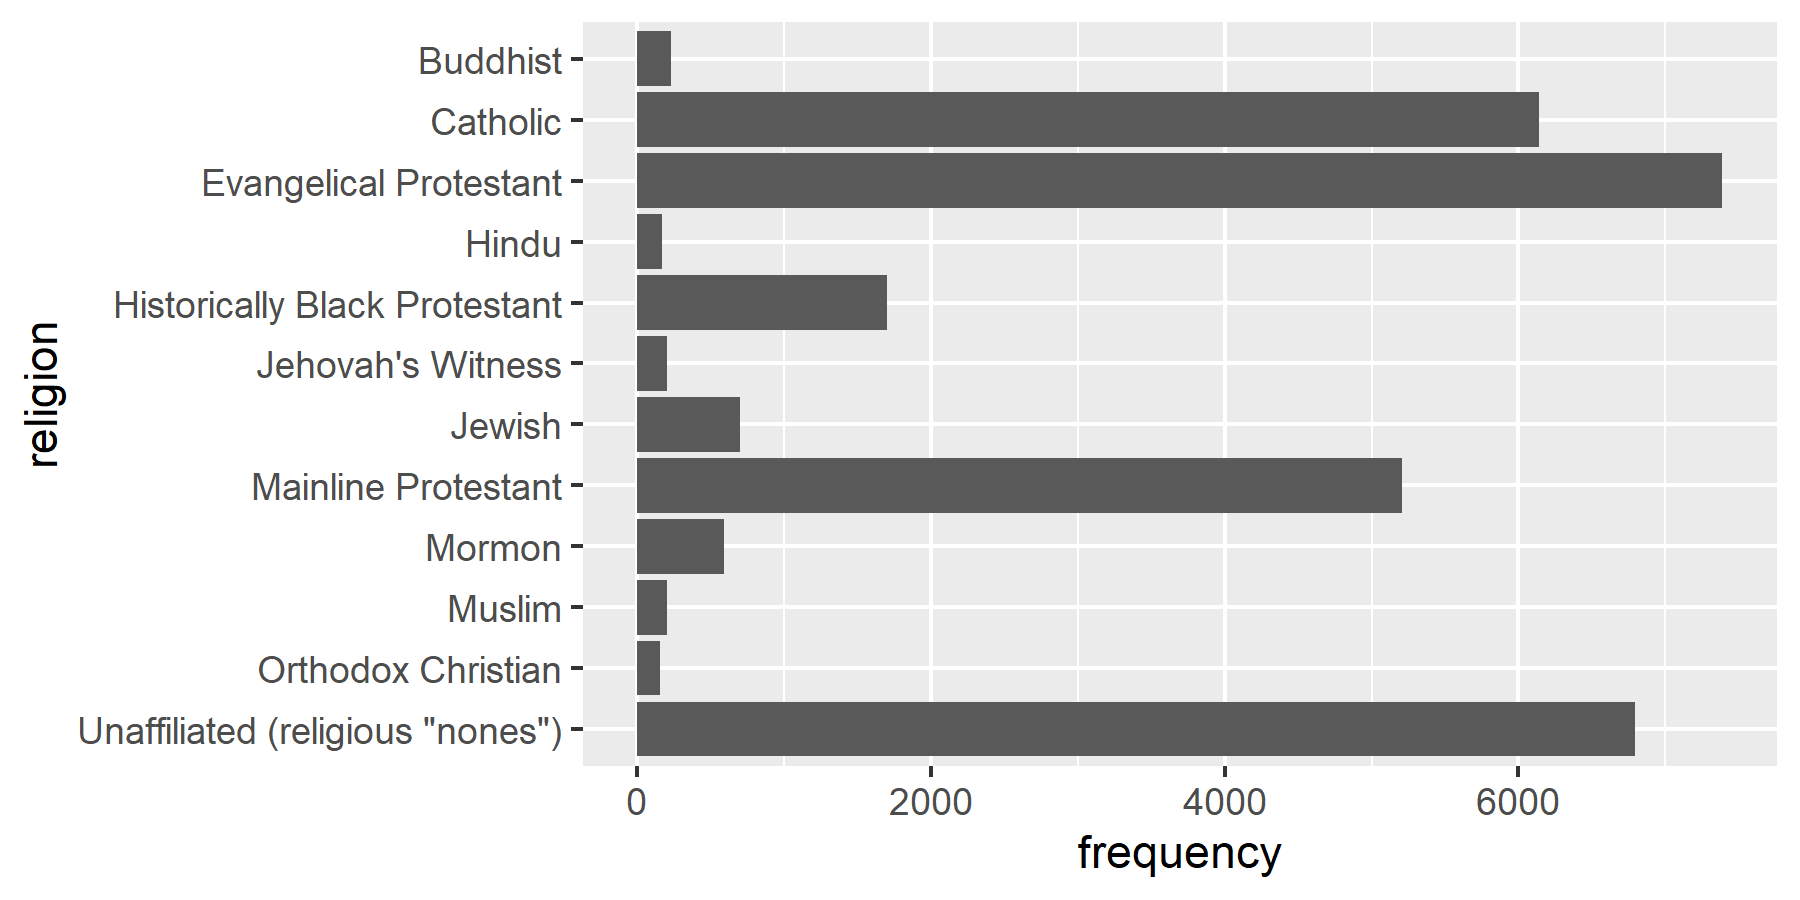 religion
Buddhist
Catholic
Evangelical Protestant
Hindu
Historically Black Protestant
Jehovah's Witness
Jewish
Mainline Protestant
Mormon
Muslim
Orthodox Christian
Unaffiliated (religious "nones")
0 2000 4000 6000
frequency